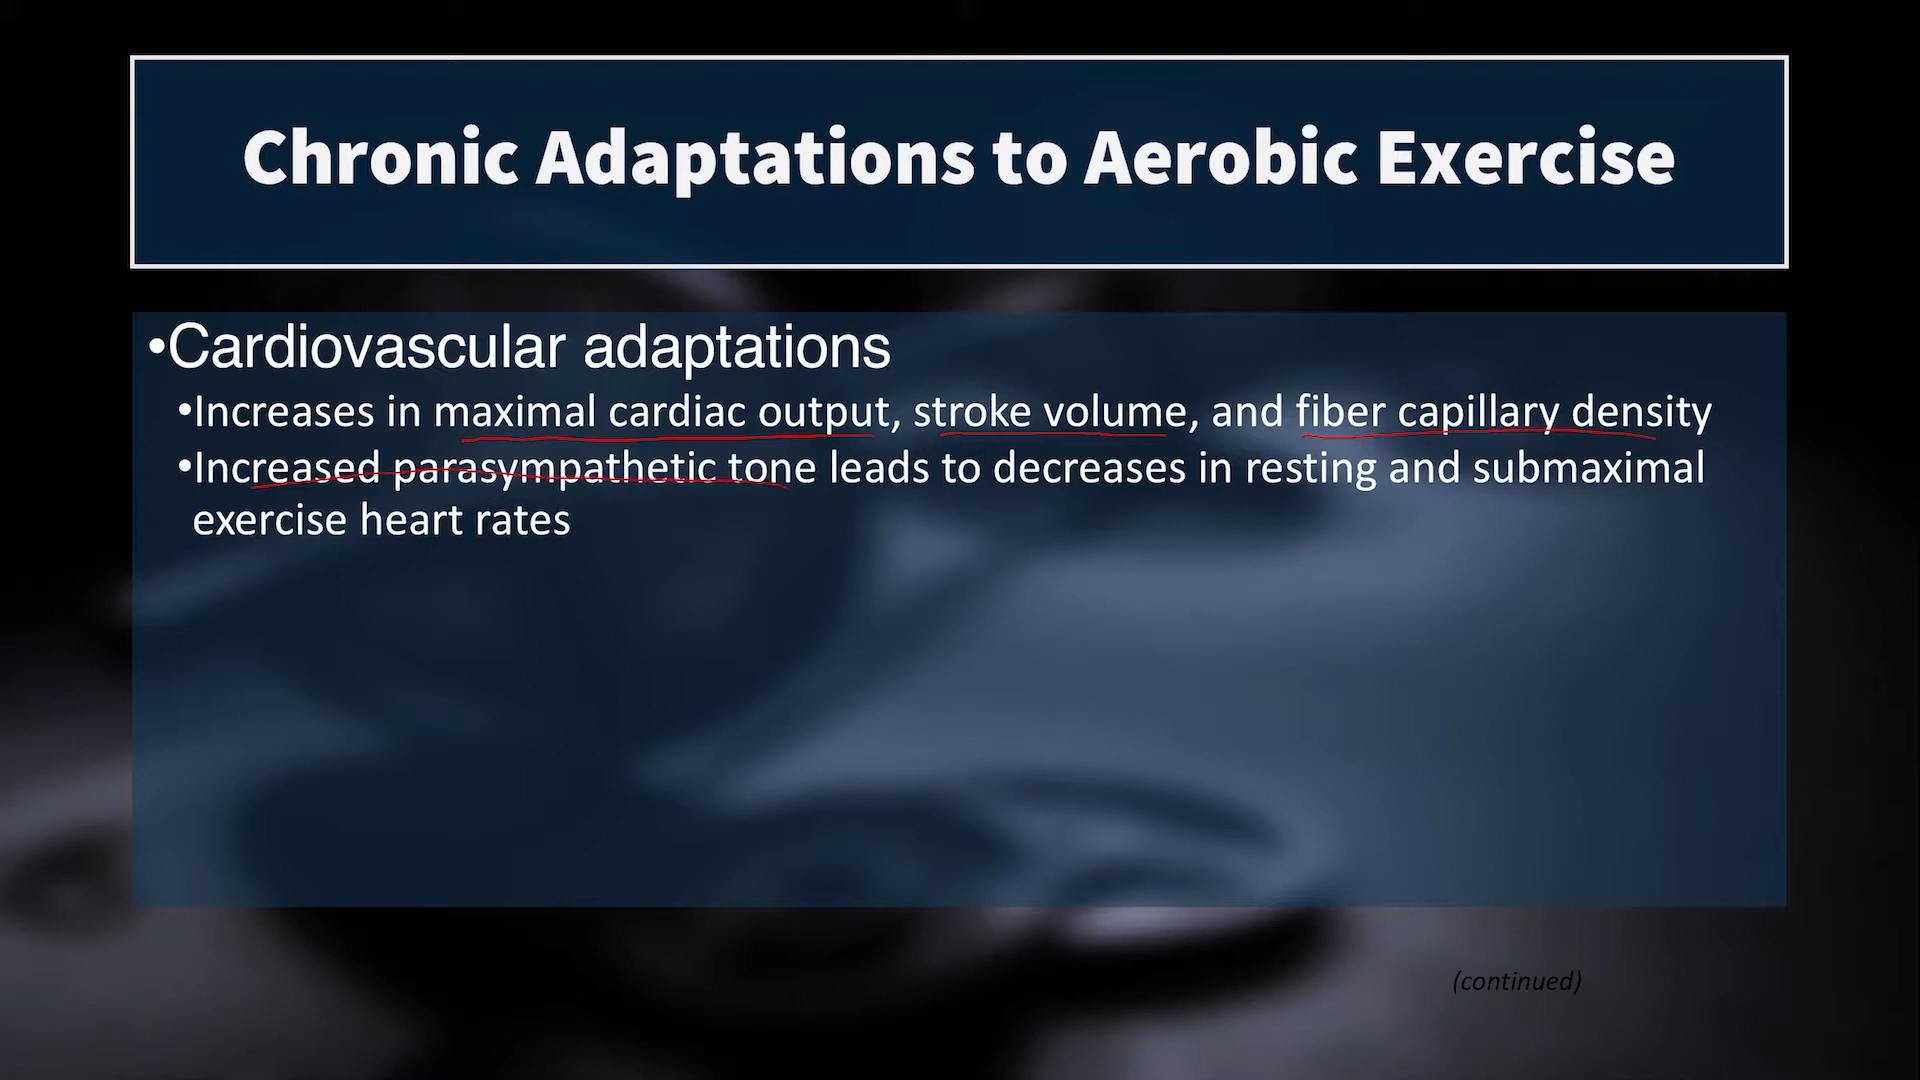 Chronic Adaptations to Aerobic Exercise
•Cardiovascular adaptations
•Increases in maximal cardiac output, stroke volume, and fiber capillary density
•Increased parasympathetic tone leads to decreases in resting and submaximal
exercise heart rates
(continued)